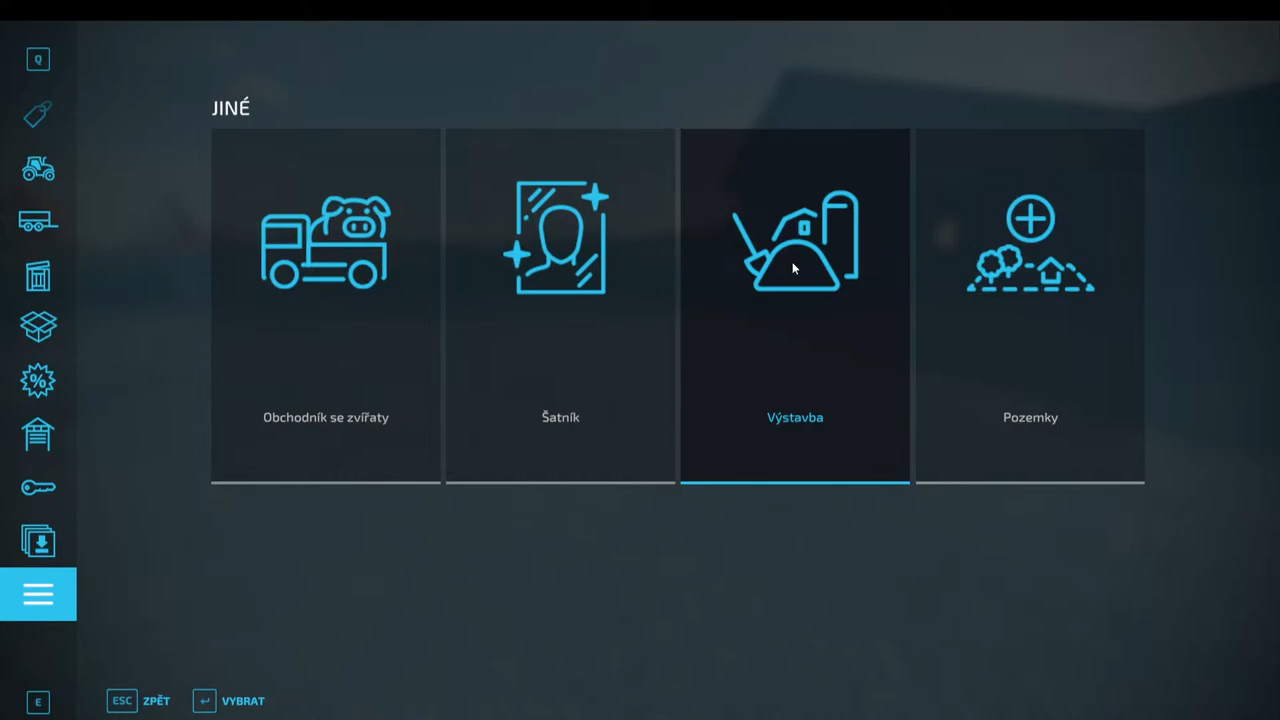 Q
JINÉ
Obchodník se zvířaty
Šatník
Výstavba
Pozemky
%
E
ESC ZPĚT
↵ VYBRAT